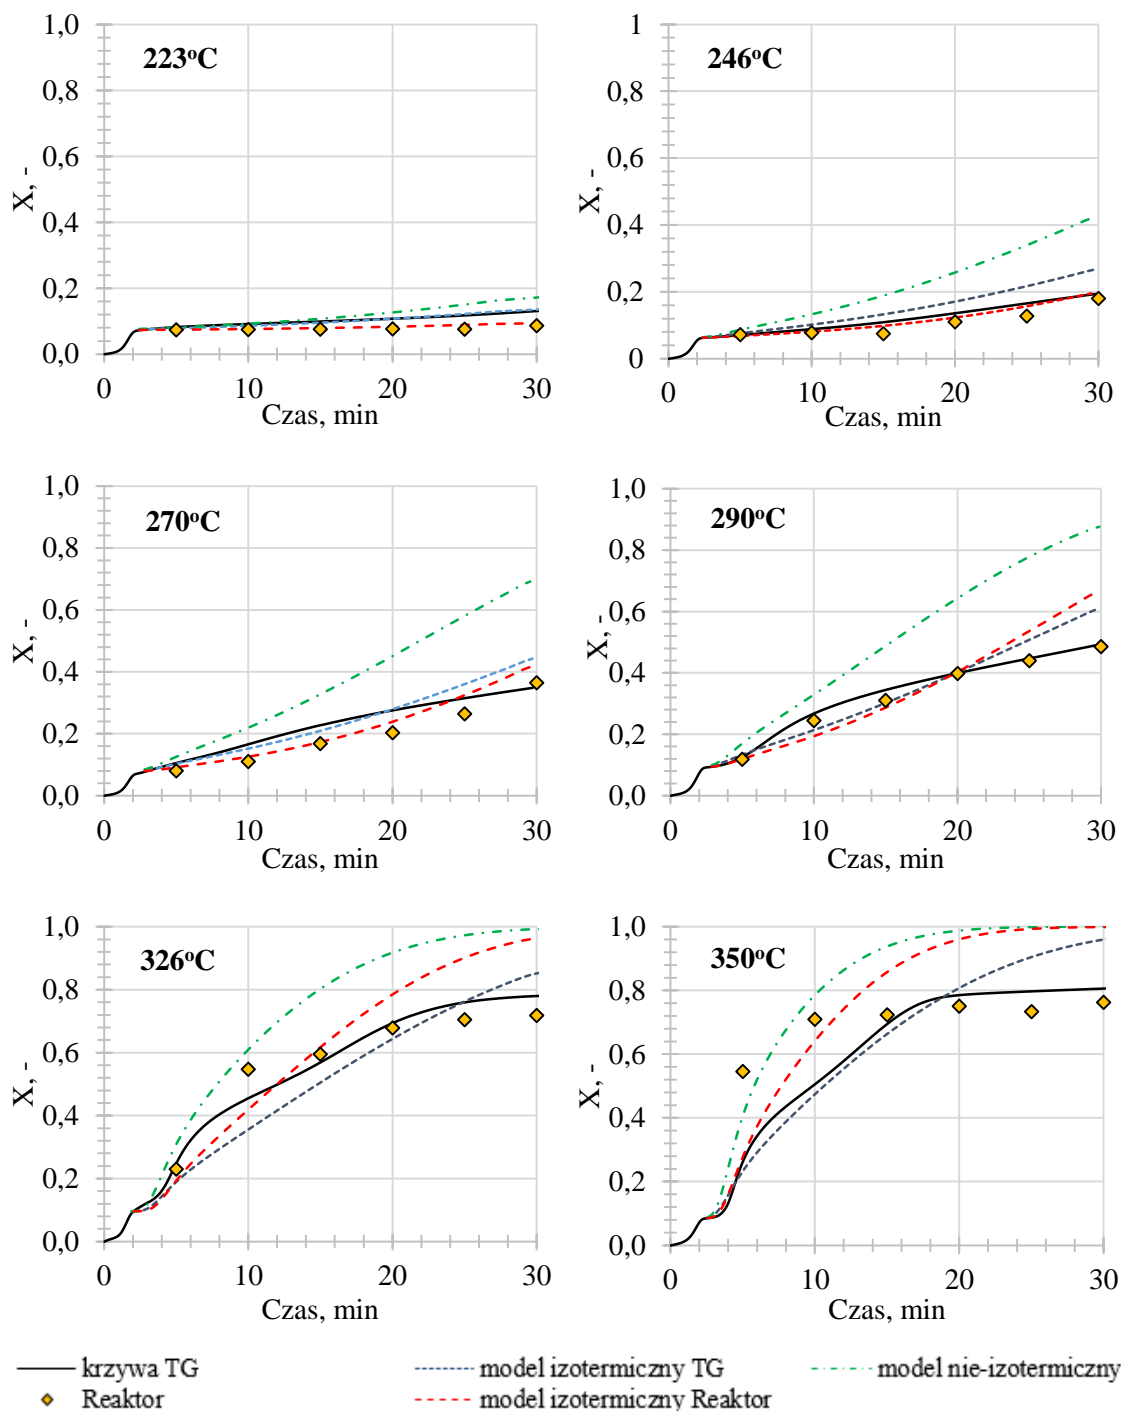 1,0
0,8
0,6
0,4
0,2
0,0
X, -
223°C
0
10
20
30
Czas, min
1
0,8
0,6
0,4
0,2
0
X, -
246°C
0
10
20
30
Czas, min
1,0
0,8
0,6
0,4
0,2
0,0
X, -
270°C
0
10
20
30
Czas, min
1,0
0,8
0,6
0,4
0,2
0,0
X, -
290°C
0
10
20
30
Czas, min
1,0
0,8
0,6
0,4
0,2
0,0
X, -
326°C
0
10
20
30
Czas, min
1,0
0,8
0,6
0,4
0,2
0,0
X, -
350°C
0
10
20
30
Czas, min
krzywa TG
model izotermiczny TG
model nie-izotermiczny
Reaktor
model izotermiczny Reaktor